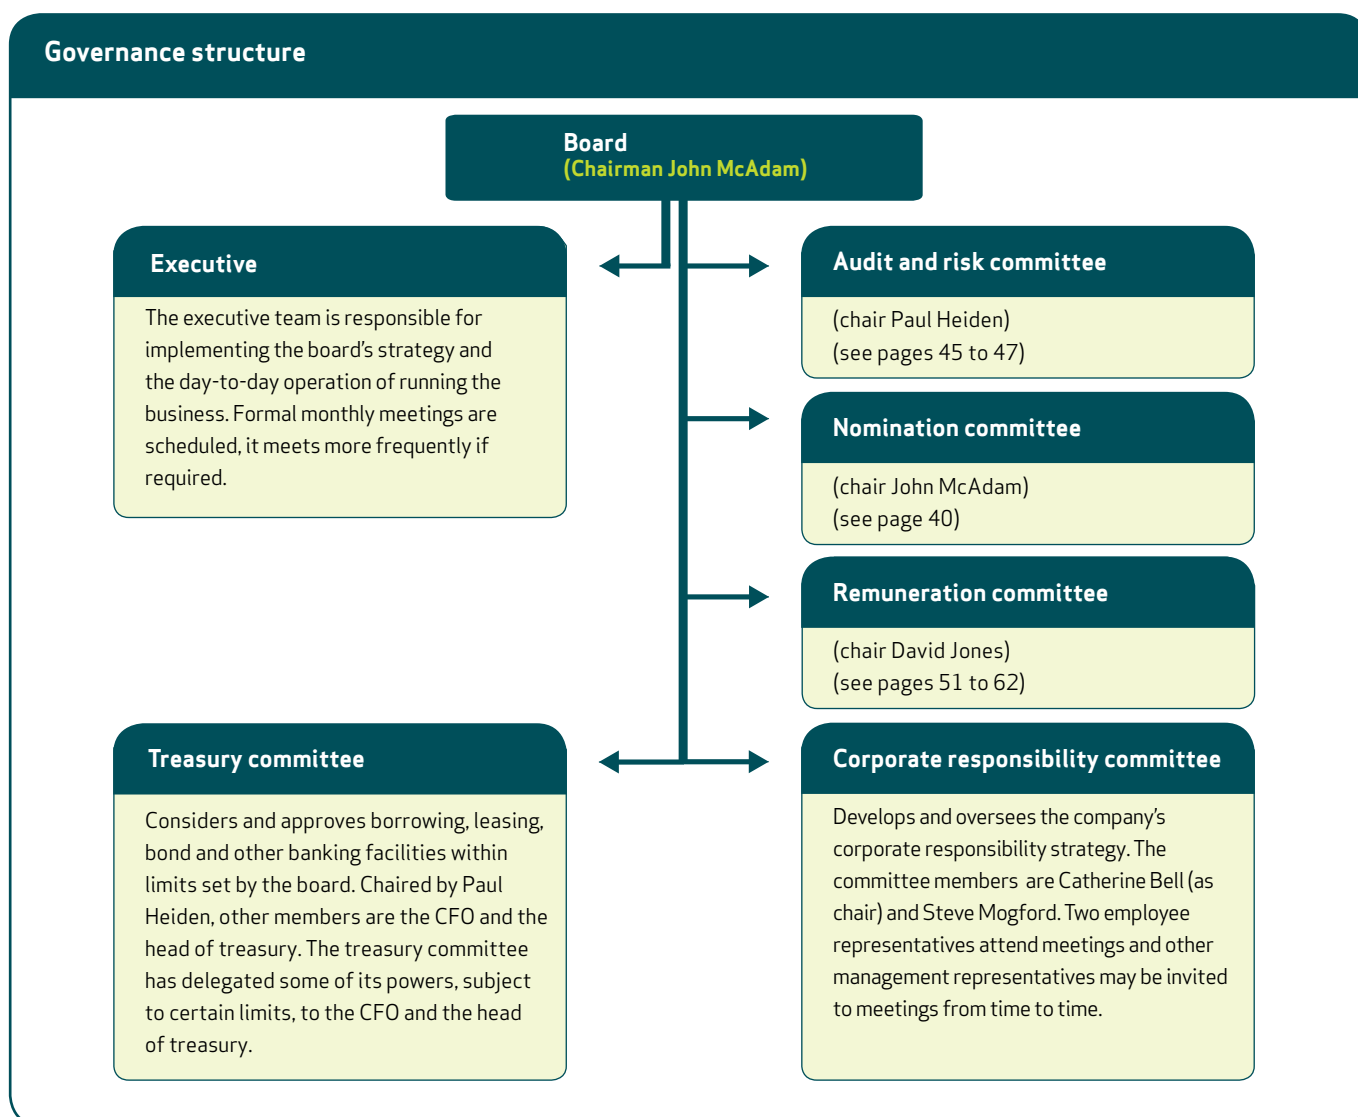 Governance structure
Board
(Chairman John McAdam)
Executive
The executive team is responsible for
implementing the board's strategy and
the day-to-day operation of running the
business. Formal monthly meetings are
scheduled, it meets more frequently if
required.
Audit and risk committee
(chair Paul Heiden)
(see pages 45 to 47)
Nomination committee
(chair John McAdam)
(see page 40)
Remuneration committee
(chair David Jones)
(see pages 51 to 62)
Treasury committee
Considers and approves borrowing, leasing,
bond and other banking facilities within
limits set by the board. Chaired by Paul
Heiden, other members are the CFO and the
head of treasury. The treasury committee
has delegated some of its powers, subject
to certain limits, to the CFO and the head
of treasury.
Corporate responsibility committee
Develops and oversees the company's
corporate responsibility strategy. The
committee members are Catherine Bell (as
chair) and Steve Mogford. Two employee
representatives attend meetings and other
management representatives may be invited
to meetings from time to time.